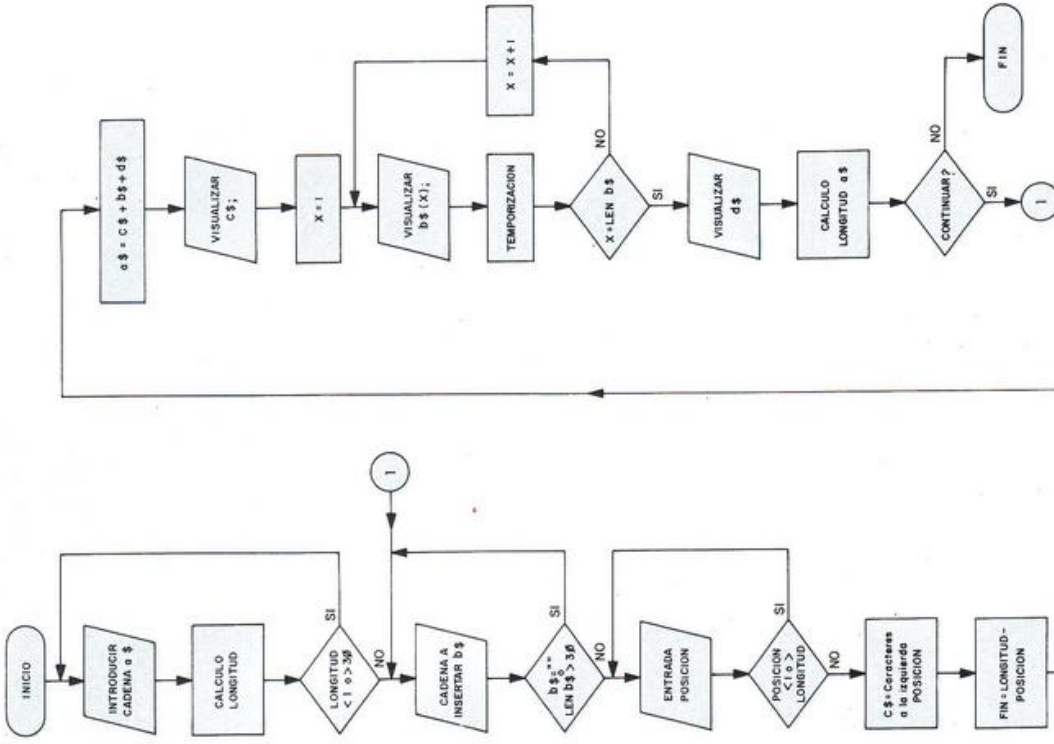 INICIO
INTRODUCIR
CADENA a $
CALCULO
LONGITUD
LONGITUD
< 1 o > 3Ø
SI
NO
1
CADENA A
INSERTAR b$
b$=""
o
LEN b$ > 3Ø
SI
NO
ENTRADA
POSICION
POSICION
< 1 o >
LONGITUD
SI
NO
C$=Caracteres
a la izquierda
POSICION
FIN=LONGITUD-
POSICION
a$ = C$ + b$ + d$
VISUALIZAR
c$;
X = 1
VISUALIZAR
b$ (X);
TEMPORIZACION
X = X + 1
X=LEN b$
NO
SI
VISUALIZAR
d$
CALCULO
LONGITUD a$
CONTINUAR?
NO
SI
FIN
1